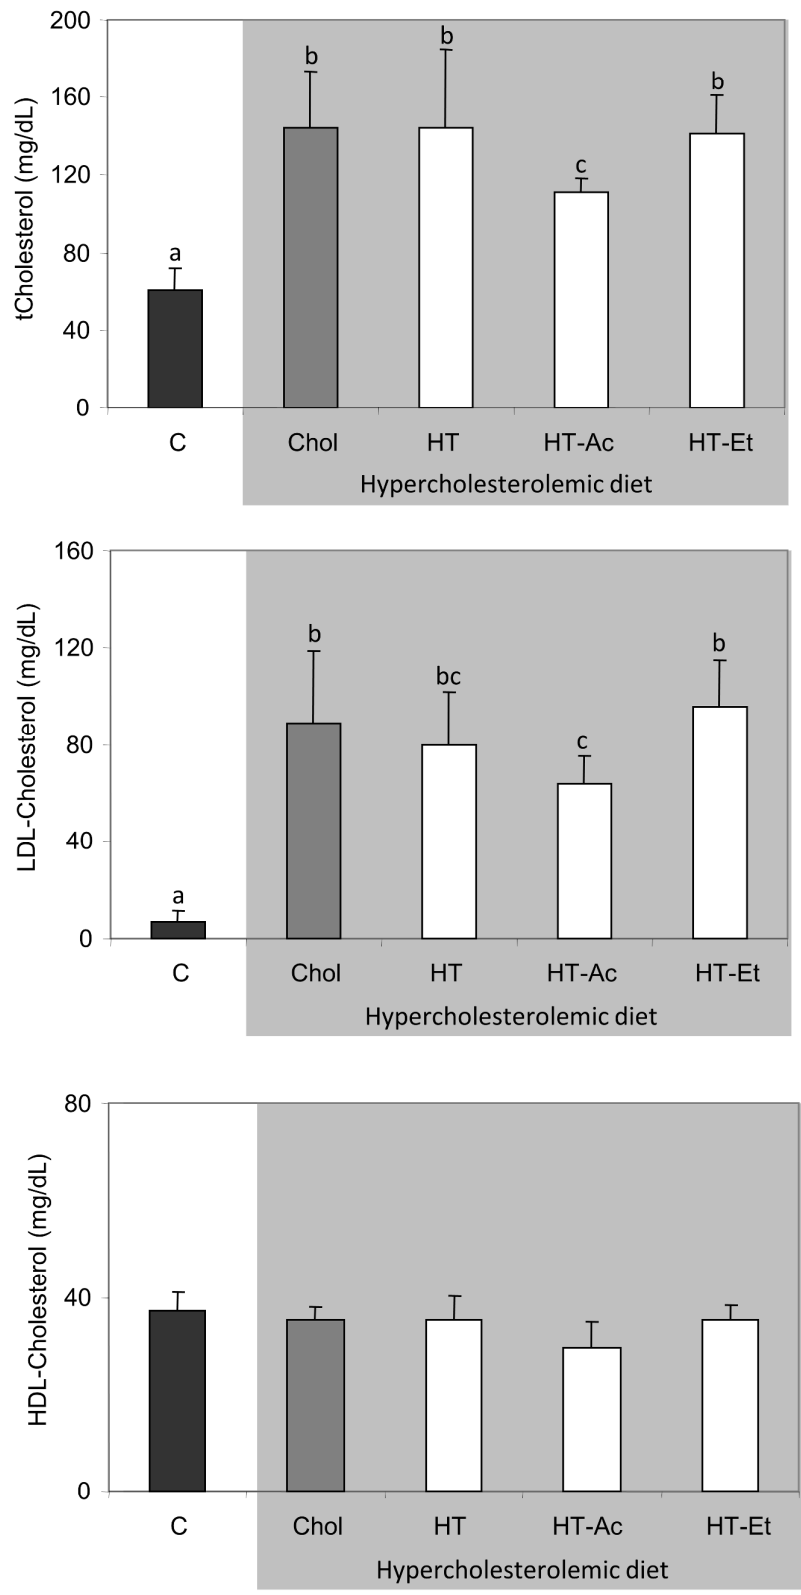 200
160
120
80
40
0
tCholesterol (mg/dL)
a
b
b
c
b
C Chol HT HT-Ac HT-Et
Hypercholesterolemic diet
160
120
80
40
0
LDL-Cholesterol (mg/dL)
a
b
bc
c
b
C Chol HT HT-Ac HT-Et
Hypercholesterolemic diet
80
40
0
HDL-Cholesterol (mg/dL)
C Chol HT HT-Ac HT-Et
Hypercholesterolemic diet